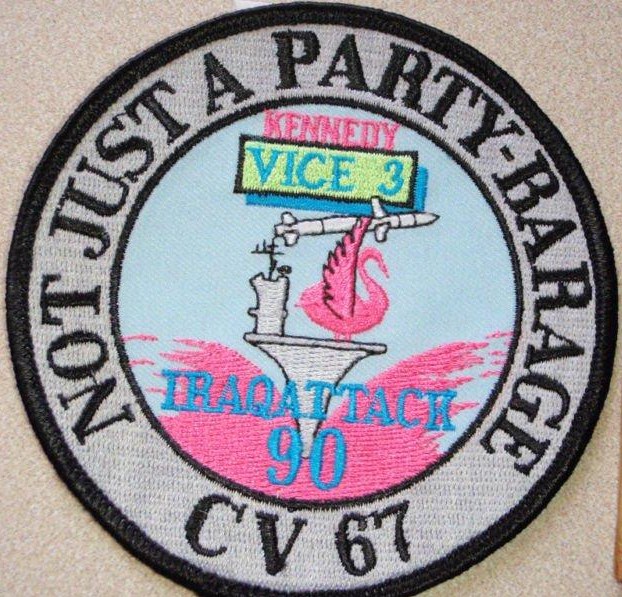 NOT JUST A PARTY-BARAGE
KENNEDY
VICE 3
IRAQATTACK
90
CV 67